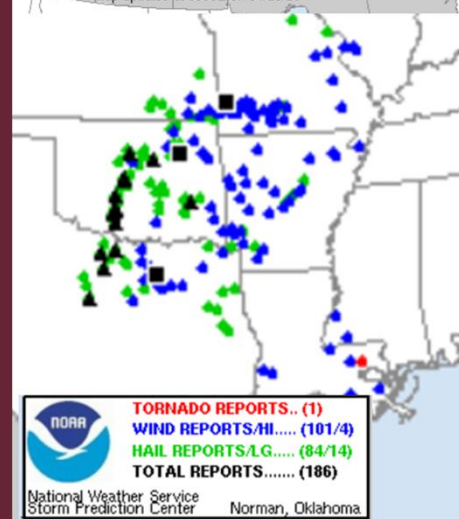 TORNADO REPORTS.. (1)
WIND REPORTS/HI..... (101/4)
HAIL REPORTS/LG..... (84/14)
TOTAL REPORTS....... (186)
NOAA
National Weather Service
Storm Prediction Center Norman, Oklahoma